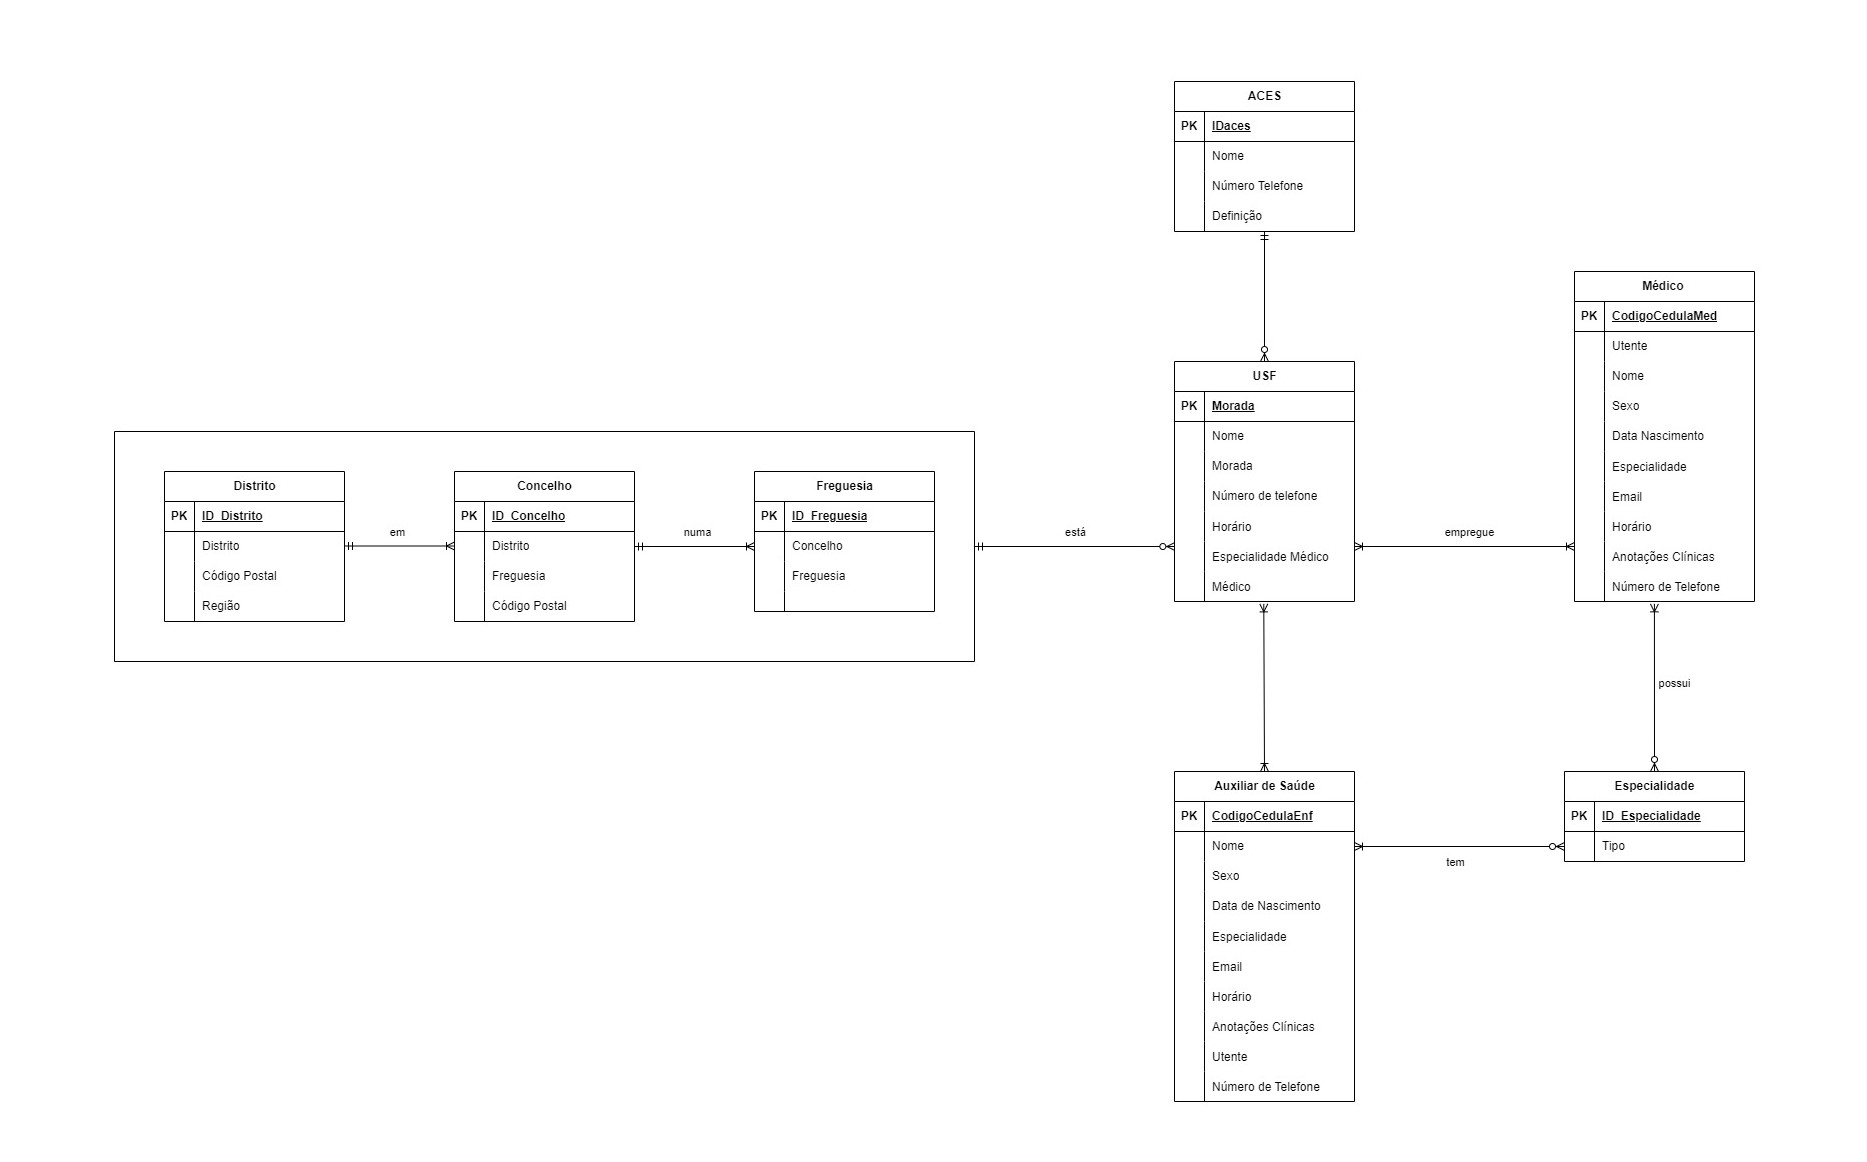 ACES
PK IDaces
Nome
Número Telefone
Definição
Médico
PK CodigoCedulaMed
Utente
Nome
Sexo
Data Nascimento
Especialidade
Email
Horário
Anotações Clínicas
Número de Telefone
USF
PK Morada
Nome
Morada
Número de telefone
Horário
Especialidade Médico
Médico
Distrito
PK ID_Distrito
Distrito
Código Postal
Região
em
Concelho
PK ID_Concelho
Distrito
Freguesia
Código Postal
numa
Freguesia
PK ID_Freguesia
Concelho
Freguesia
está
empregue
possui
Auxiliar de Saúde
PK CodigoCedulaEnf
Nome
Sexo
Data de Nascimento
Especialidade
Email
Horário
Anotações Clínicas
Utente
Número de Telefone
tem
Especialidade
PK ID_Especialidade
Tipo